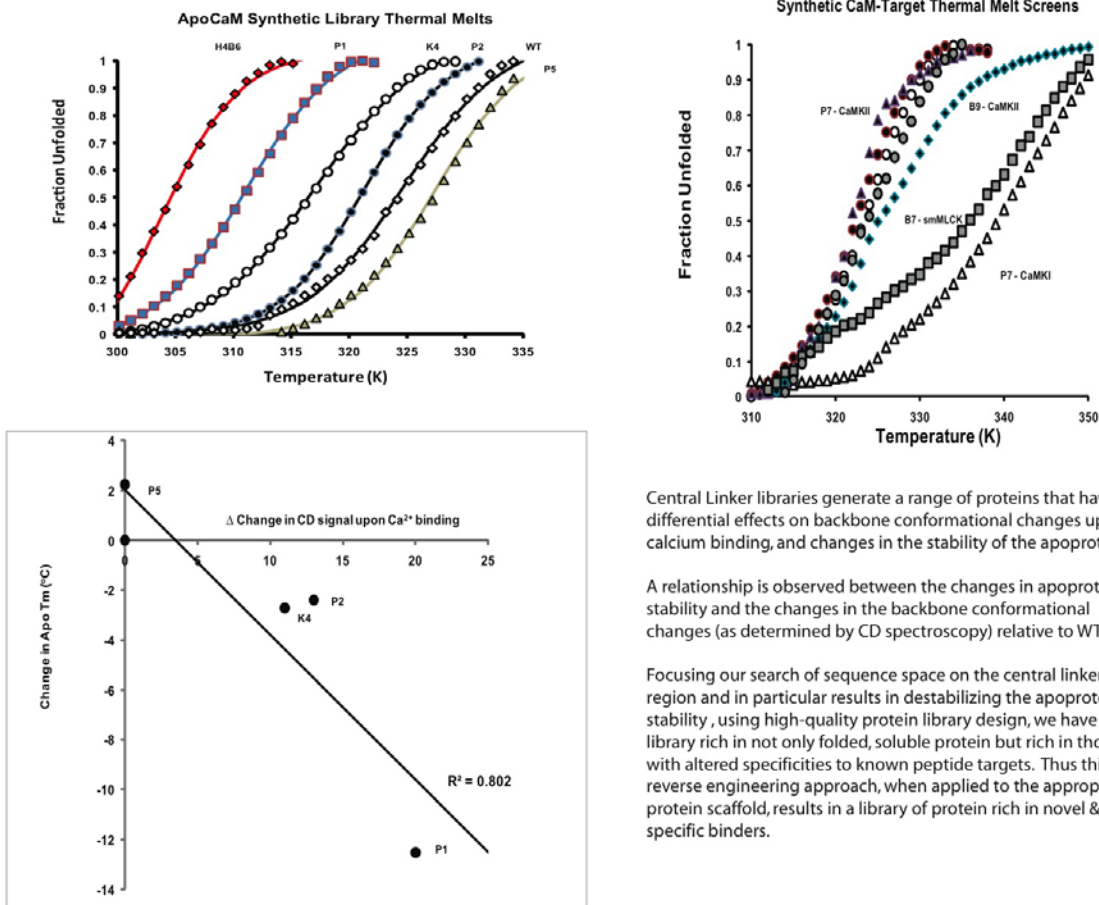 ApoCaM Synthetic Library Thermal Melts
H4B6
P1
K4
P2
WT
P5
1
0.9
0.8
0.7
0.6
0.5
0.4
0.3
0.2
0.1
0
Fraction Unfolded
300
305
310
315
320
325
330
335
Temperature (K)
Synthetic CaM-Target Thermal Melt Screens
1
0.9
0.8
0.7
0.6
0.5
0.4
0.3
0.2
0.1
0
Fraction Unfolded
P7 - CaMKII
B9 - CaMKII
B7 - smMLCK
P7 - CaMKI
310
320
330
340
350
Temperature (K)
4
2
0
-2
-4
-6
-8
-10
-12
-14
Change in Apo Tm (°C)
P5
Δ Change in CD signal upon Ca²⁺ binding
0
5
10
15
20
25
P2
K4
R² = 0.802
P1
Central Linker libraries generate a range of proteins that
differential effects on backbone conformational changes
calcium binding, and changes in the stability of the
A relationship is observed between the changes in
stability and the changes in the backbone conformational
changes (as determined by CD spectroscopy) relative to WT
Focusing our search of sequence space on the central linker
region and in particular results in destabilizing the
stability , using high-quality protein library design, we have
library rich in not only folded, soluble protein but rich in
with altered specificities to known peptide targets. Thus
reverse engineering approach, when applied to the
protein scaffold, results in a library of protein rich in novel &
specific binders.